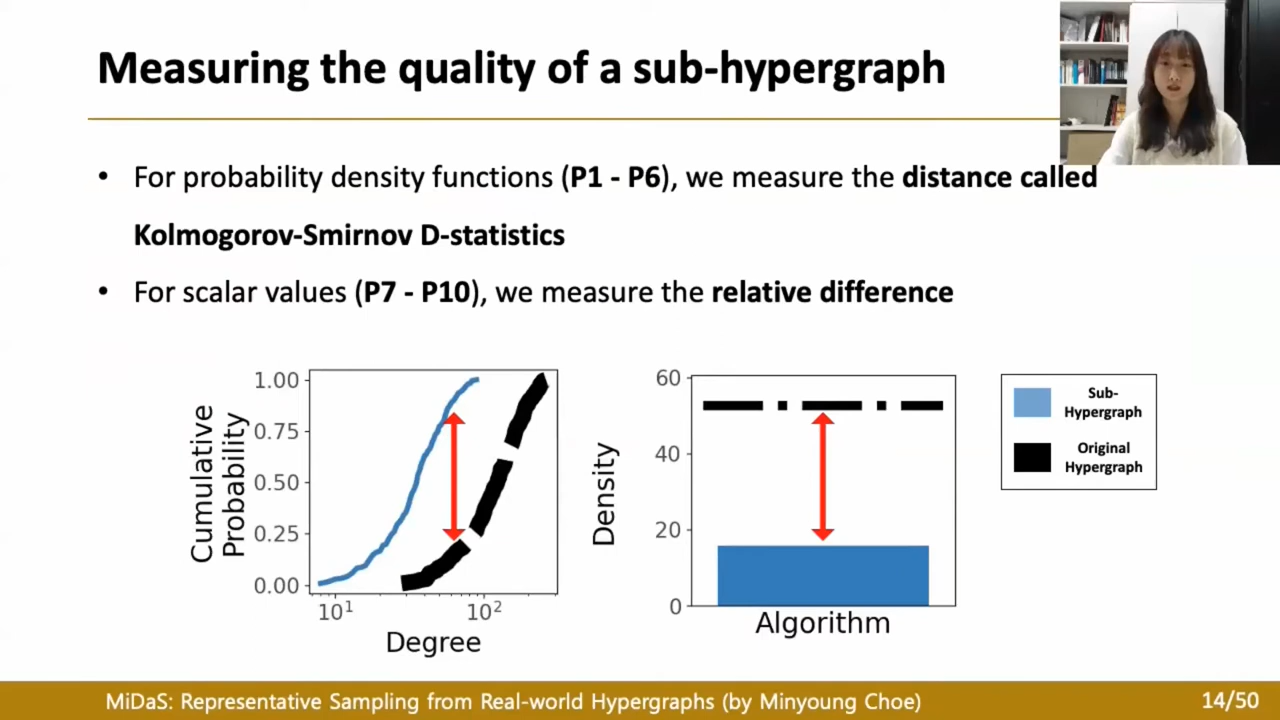 Measuring the quality of a sub-hypergraph
• For probability density functions (P1 - P6), we measure the distance called
Kolmogorov-Smirnov D-statistics
• For scalar values (P7 - P10), we measure the relative difference
Cumulative
Probability
1.00
0.75
0.50
0.25
0.00
10¹
10²
Degree
Density
60
40
20
0
Algorithm
Sub-
Hypergraph
Original
Hypergraph
MiDaS: Representative Sampling from Real-world Hypergraphs (by Minyoung Choe)
14/50